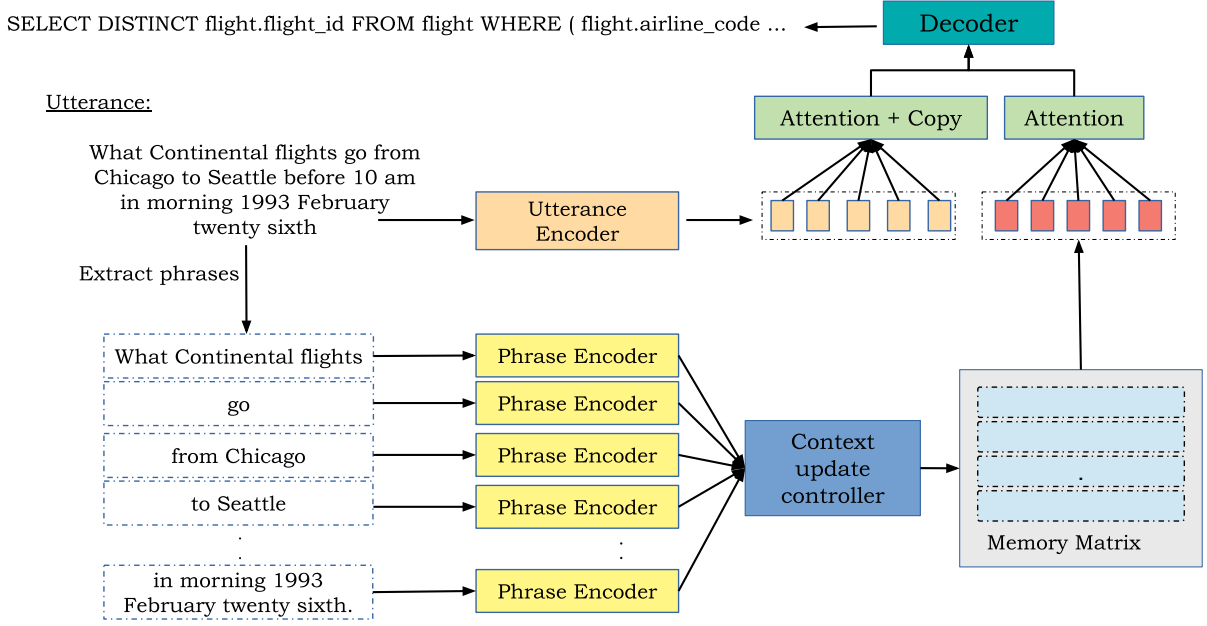 SELECT DISTINCT flight.flight_id FROM flight WHERE ( flight.airline_code ...
Decoder
Utterance:
Attention + Copy
Attention
What Continental flights go from
Chicago to Seattle before 10 am
in morning 1993 February
twenty sixth
Utterance
Encoder
Extract phrases
What Continental flights
Phrase Encoder
go
Phrase Encoder
from Chicago
Phrase Encoder
to Seattle
Phrase Encoder
in morning 1993
February twenty sixth.
Phrase Encoder
Context
update
controller
Memory Matrix